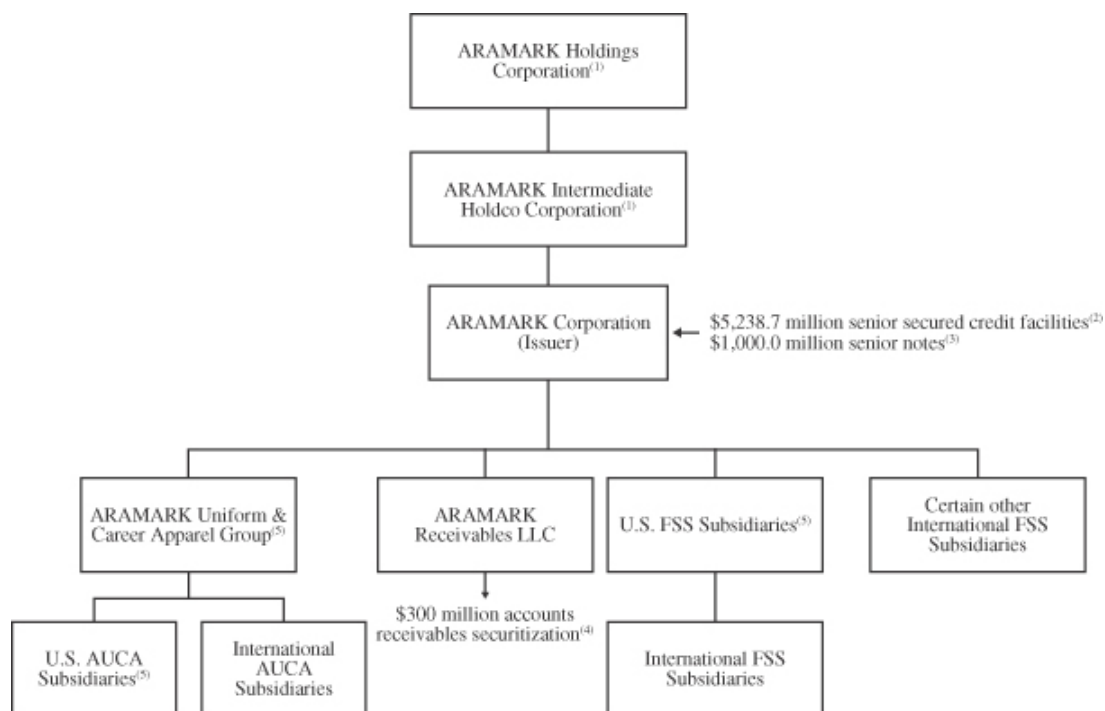 ARAMARK Holdings
Corporation(1)
ARAMARK Intermediate
Holdco Corporation(1)
ARAMARK Corporation
(Issuer)
$5,238.7 million senior secured credit facilities(2)
$1,000.0 million senior notes(3)
ARAMARK Uniform &
Career Apparel Group(5)
ARAMARK
Receivables LLC
U.S. FSS Subsidiaries(5)
Certain other
International FSS
Subsidiaries
$300 million accounts
receivables securitization(4)
U.S. AUCA
Subsidiaries(5)
International
AUCA
Subsidiaries
International FSS
Subsidiaries